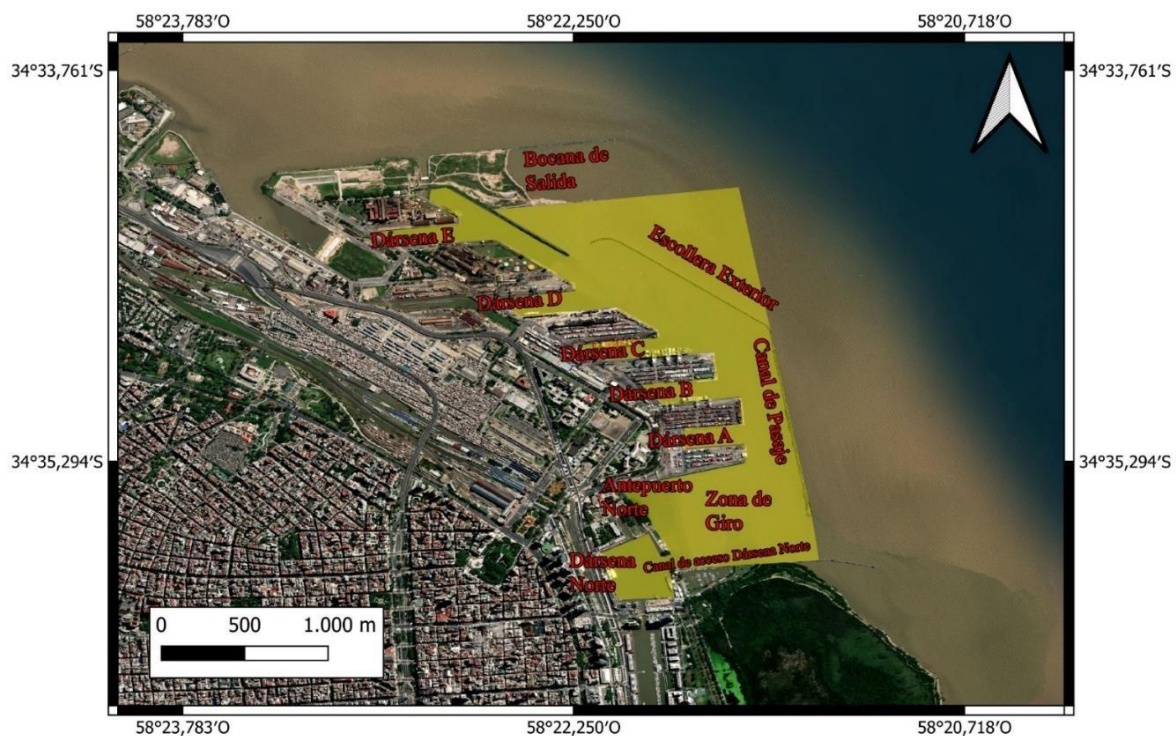 58°23,783′O
58°22,250′O
58°20,718′O
34°33,761′S
34°33,761′S
Bocana de
Salida
Dársena E
Escollera Exterior
Dársena D
Dársena C
Canal de Pasaje
Dársena B
Dársena A
34°35,294′S
34°35,294′S
Antepuerto
Norte
Zona de
Giro
Canal de acceso Dársena Norte
Dársena
Norte
0
500
1.000 m
58°23,783′O
58°22,250′O
58°20,718′O